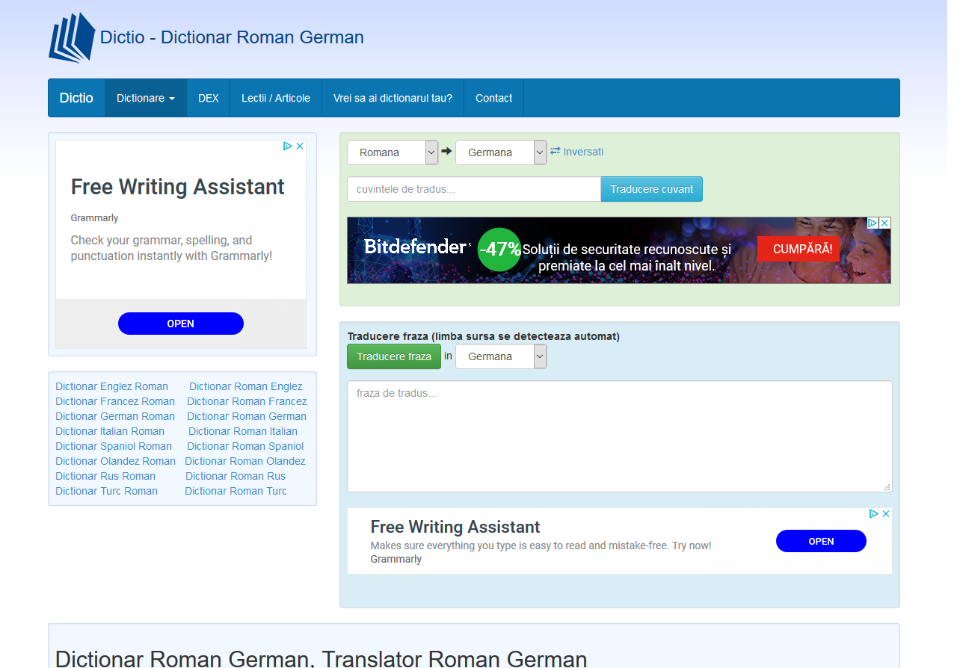 Dictio - Dictionar Roman German
Dictio Dictionare DEX Lectii / Articole Vrei sa ai dictionarul tau? Contact
Free Writing Assistant
Grammarly
Check your grammar, spelling, and
punctuation instantly with Grammarly!
OPEN
Dictionar Englez Roman Dictionar Roman Englez
Dictionar Francez Roman Dictionar Roman Francez
Dictionar German Roman Dictionar Roman German
Dictionar Italian Roman Dictionar Roman Italian
Dictionar Spaniol Roman Dictionar Roman Spaniol
Dictionar Olandez Roman Dictionar Roman Olandez
Dictionar Rus Roman Dictionar Roman Rus
Dictionar Turc Roman Dictionar Roman Turc
Romana Germana Inversati
cuvintele de tradus... Traducere cuvant
Bitdefender -47% Soluții de securitate recunoscute și
premiate la cel mai înalt nivel.
CUMPĂRĂ!
Traducere fraza (limba sursa se detecteaza automat)
Traducere fraza in Germana
fraza de tradus...
Free Writing Assistant
Makes sure everything you type is easy to read and mistake-free. Try now!
Grammarly
OPEN
Dictionar Roman German, Translator Roman German